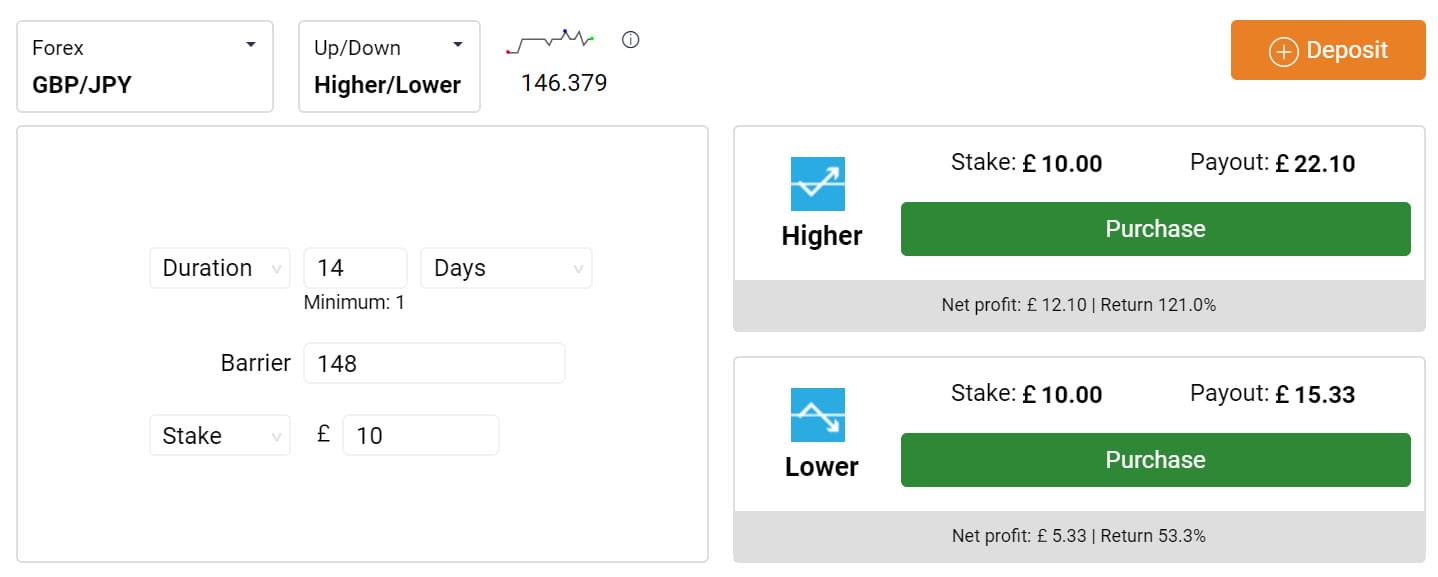 Forex
GBP/JPY
Up/Down
Higher/Lower
146.379
Deposit
Duration 14 Days
Minimum: 1
Barrier 148
Stake £ 10
Higher
Stake: £ 10.00 Payout: £ 22.10
Purchase
Net profit: £ 12.10 | Return 121.0%
Lower
Stake: £ 10.00 Payout: £ 15.33
Purchase
Net profit: £ 5.33 | Return 53.3%